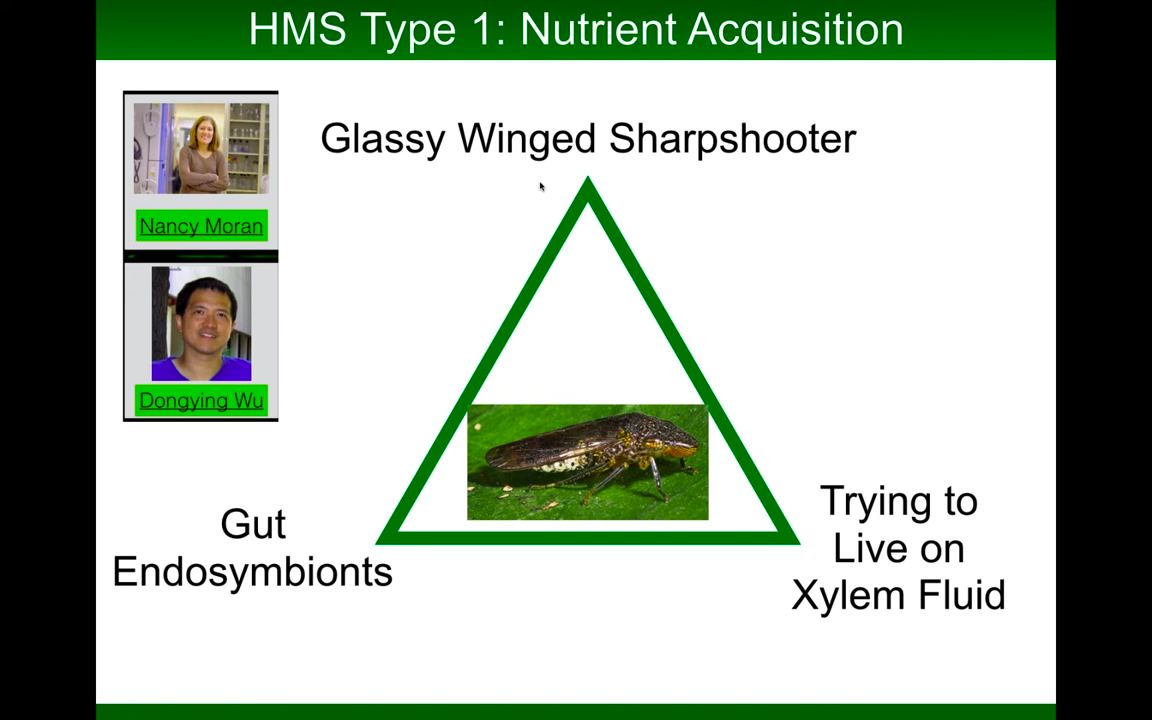 HMS Type 1: Nutrient Acquisition
Glassy Winged Sharpshooter
Nancy Moran
Dongying Wu
Gut
Endosymbionts
Trying to
Live on
Xylem Fluid